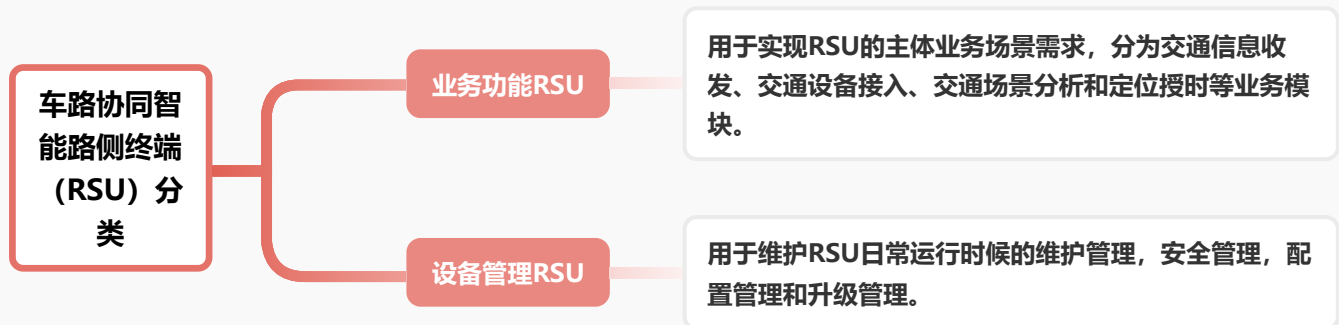 车路协同智
能路侧终端
（RSU）分
类
业务功能RSU
用于实现RSU的主体业务场景需求，分为交通信息收
发、交通设备接入、交通场景分析和定位授时等业务模
块。
设备管理RSU
用于维护RSU日常运行时候的维护管理，安全管理，配
置管理和升级管理。